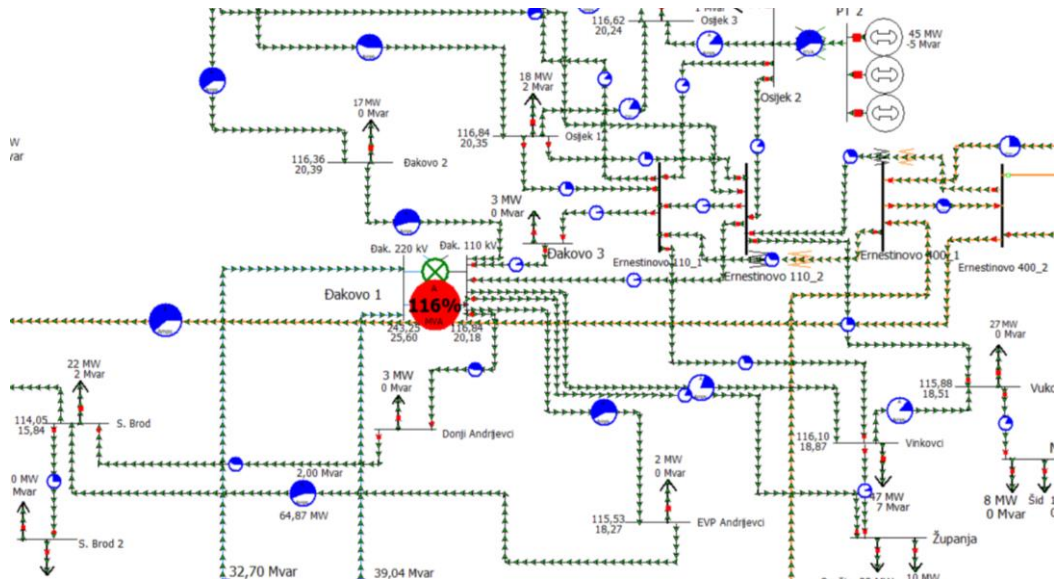 116,62
20,24
Osijek 3
PT 2
45 MW
-5 Mvar
18 MW
2 Mvar
Osijek 2
17 MW
0 Mvar
116,84
20,35
Osijek 1
116,36
20,39
Đakovo 2
3 MW
0 Mvar
Đak. 220 kV
Đak. 110 kV
Đakovo 3
Ernestinovo 110_1
Ernestinovo 110_2
Ernestinovo 400_1
Ernestinovo 400_2
Đakovo 1
A
116%
MVA
243,25
25,60
116,84
20,18
27 MW
0 Mvar
22 MW
2 Mvar
3 MW
0 Mvar
115,88
18,51
Vuko
114,05
15,84
S. Brod
Donji Andrijevci
116,10
18,87
Vinkovci
2 MW
0 Mvar
2,00 Mvar
64,87 MW
0 MW
Mvar
47 MW
7 Mvar
8 MW
0 Mvar
Šid
115,53
18,27
EVP Andrijevci
S. Brod 2
Županja
32,70 Mvar
39,04 Mvar
10 MW